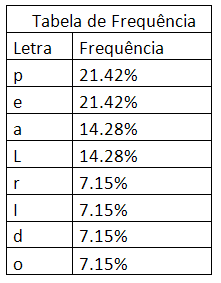 Tabela de Frequência
Letra Frequência
p 21.42%
e 21.42%
a 14.28%
L 14.28%
r 7.15%
I 7.15%
d 7.15%
o 7.15%